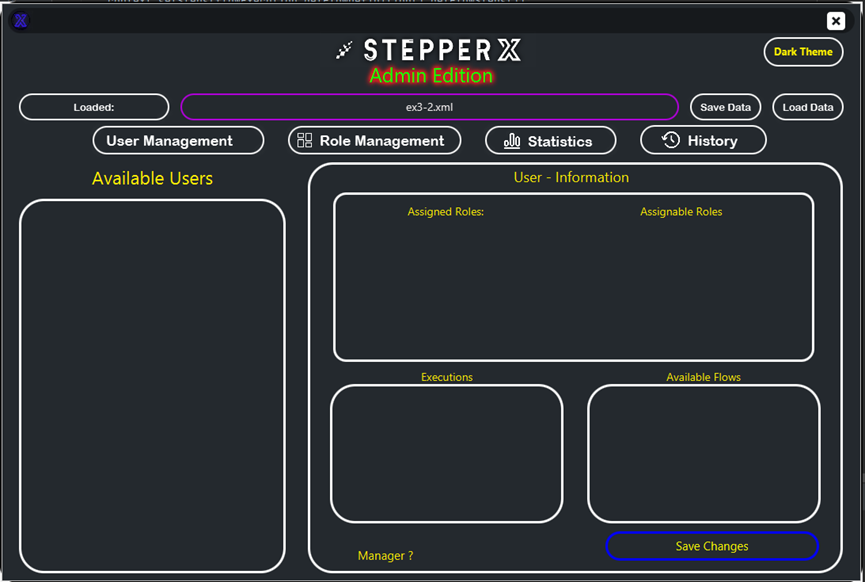 STEPPER X
Admin Edition
Dark Theme
Loaded:
ex3-2.xml
Save Data
Load Data
User Management
Role Management
Statistics
History
Available Users
User - Information
Assigned Roles:
Assignable Roles
Executions
Available Flows
Manager ?
Save Changes